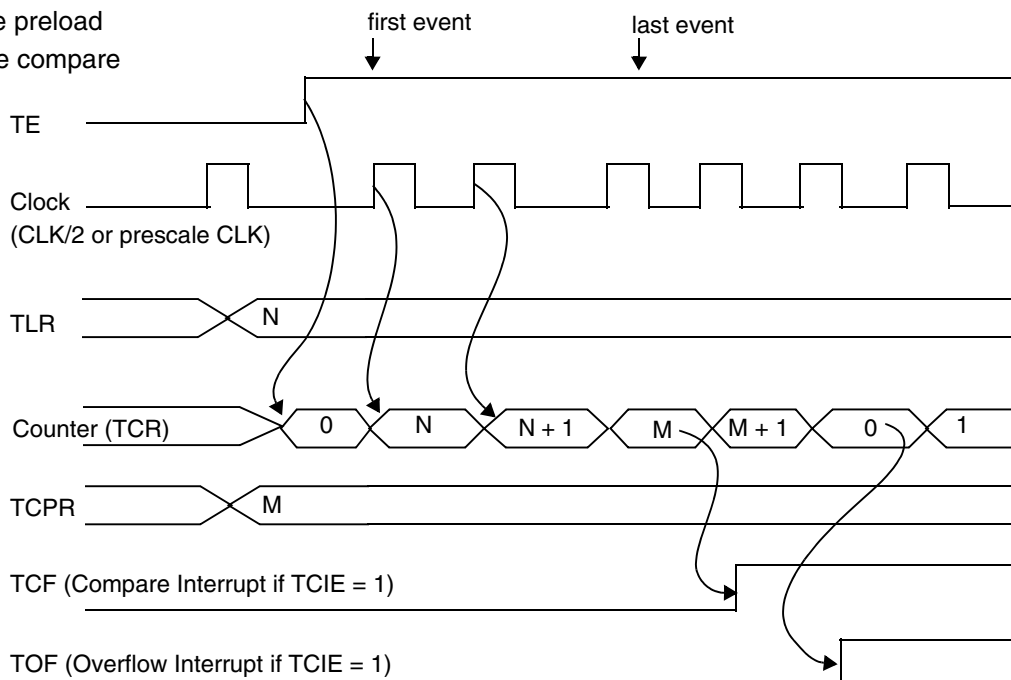 e preload
e compare
first event
last event
TE
Clock
(CLK/2 or prescale CLK)
TLR
N
Counter (TCR)
0
N
N + 1
M
M + 1
0
1
TCPR
M
TCF (Compare Interrupt if TCIE = 1)
TOF (Overflow Interrupt if TCIE = 1)